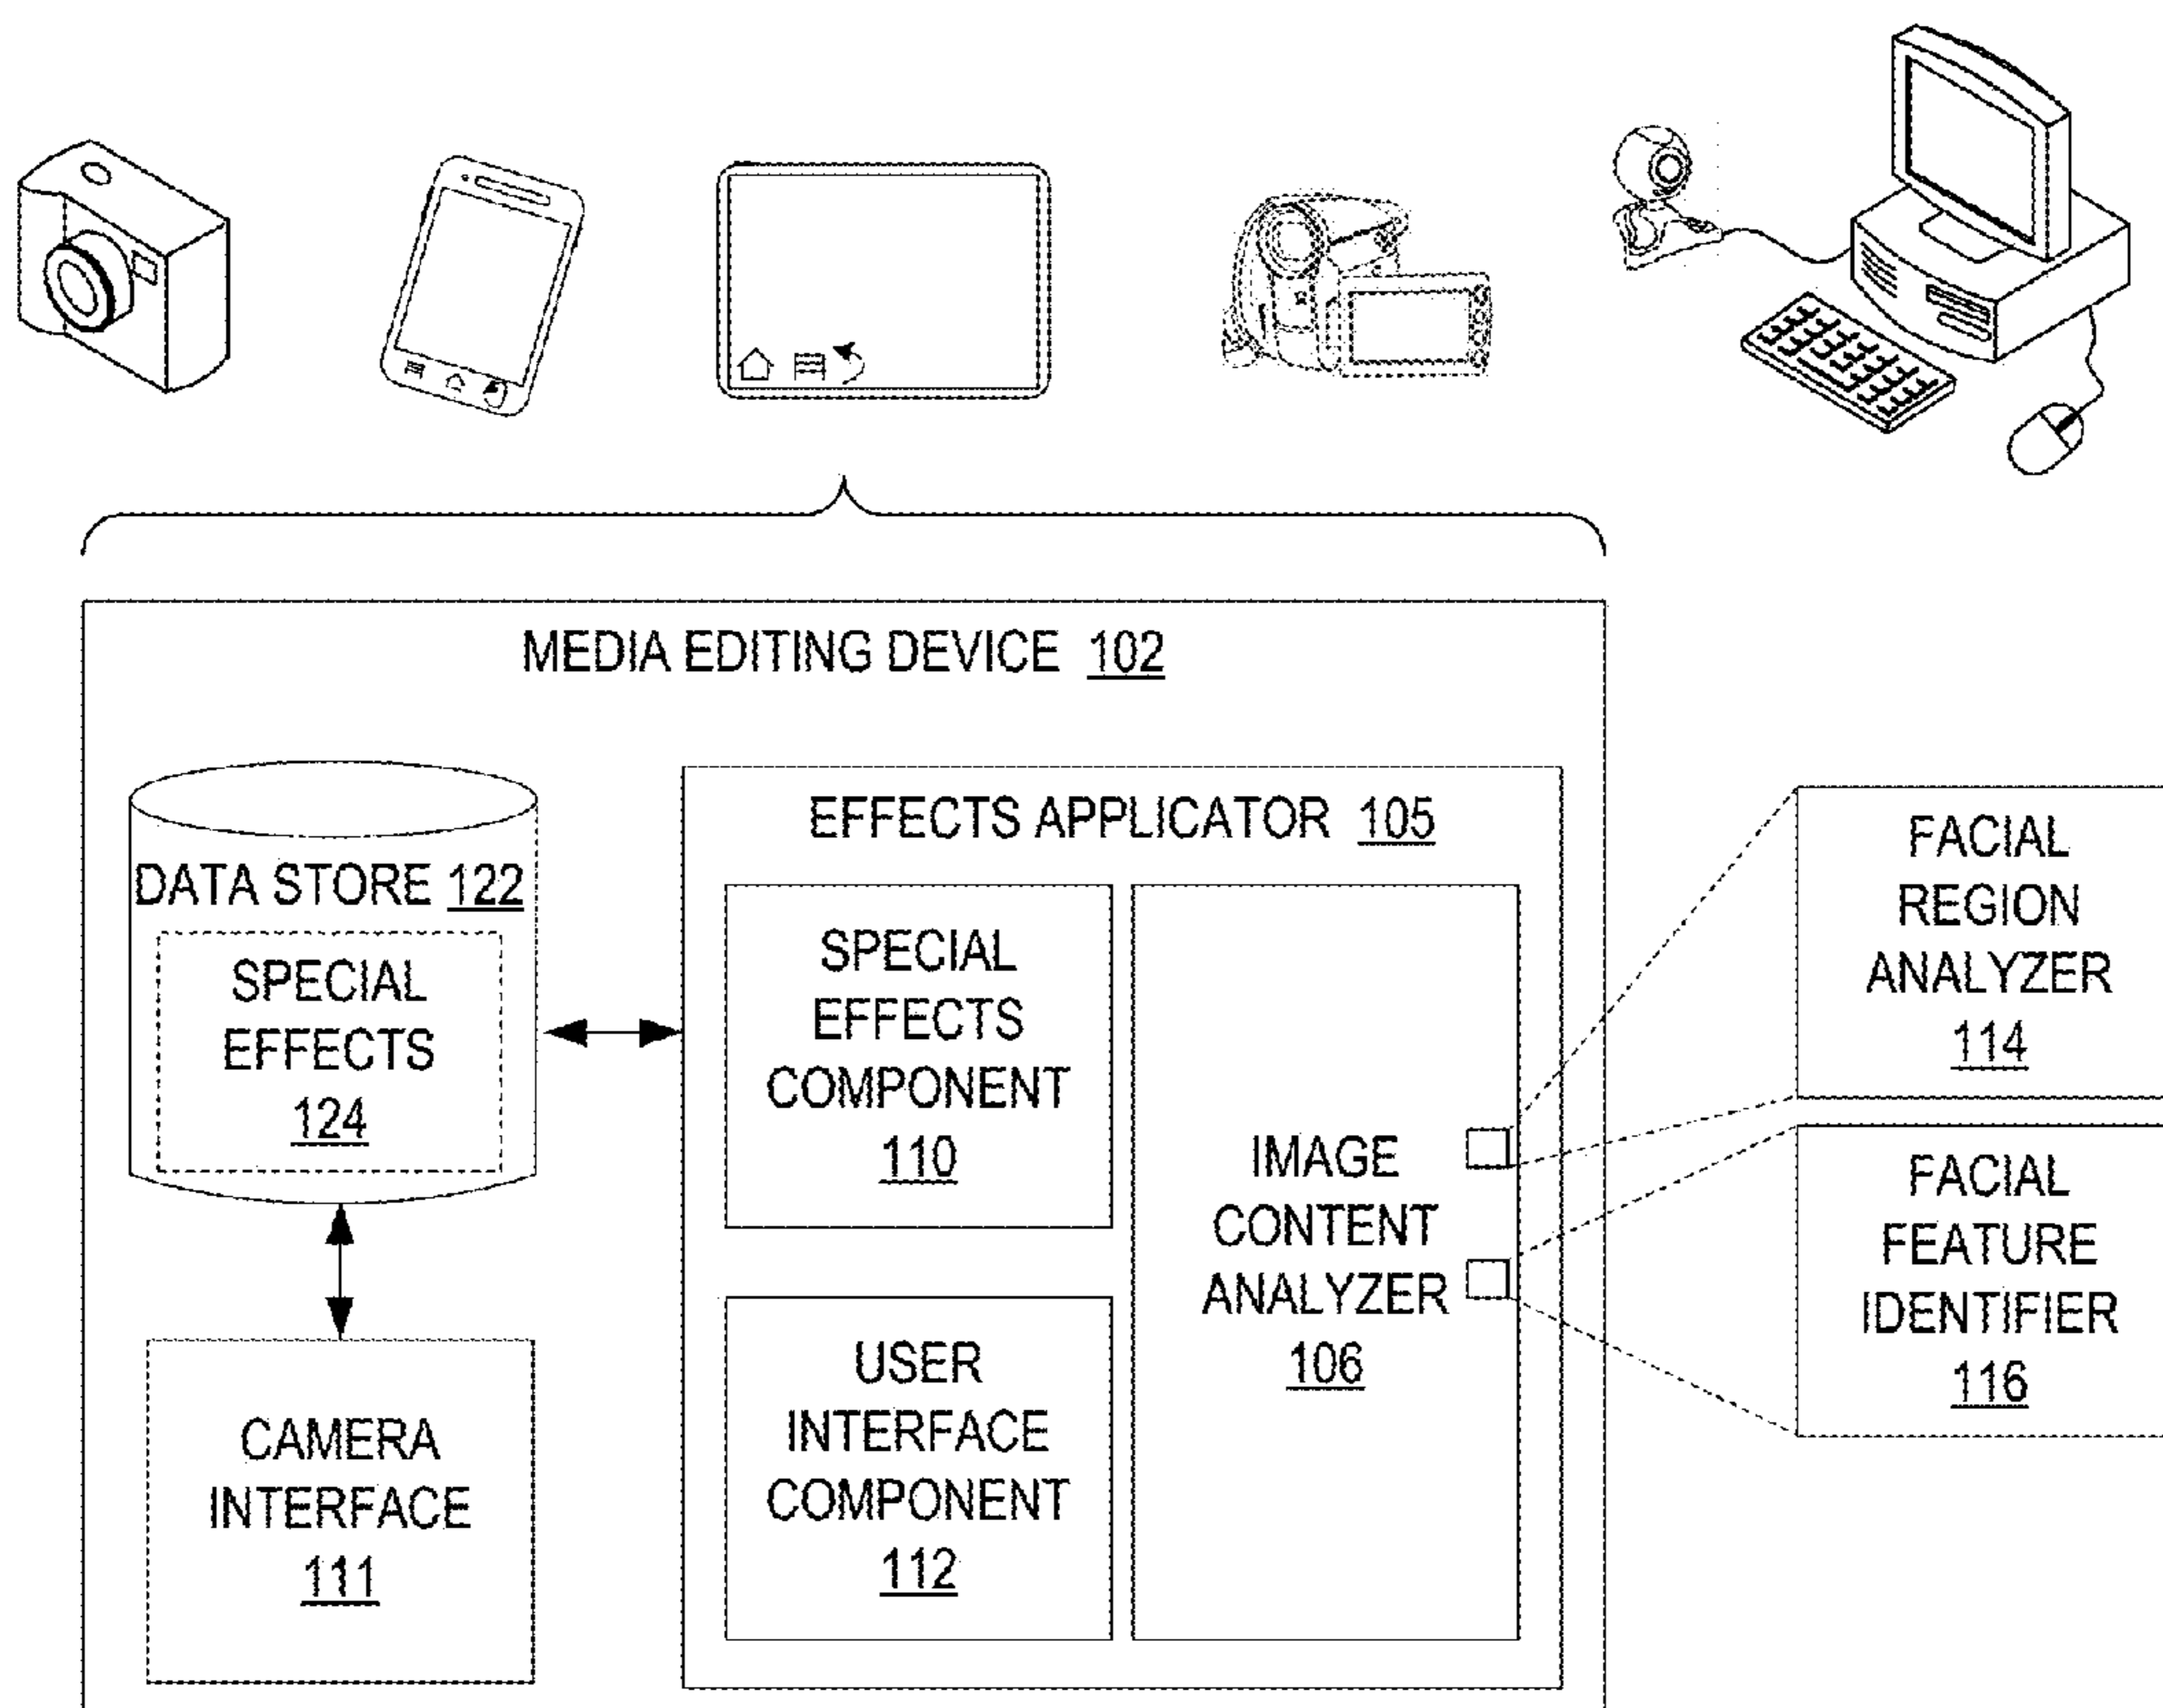 MEDIA EDITING DEVICE 102
DATA STORE 122
SPECIAL
EFFECTS
124
CAMERA
INTERFACE
111
EFFECTS APPLICATOR 105
SPECIAL
EFFECTS
COMPONENT
110
USER
INTERFACE
COMPONENT
112
IMAGE
CONTENT
ANALYZER
106
FACIAL
REGION
ANALYZER
114
FACIAL
FEATURE
IDENTIFIER
116